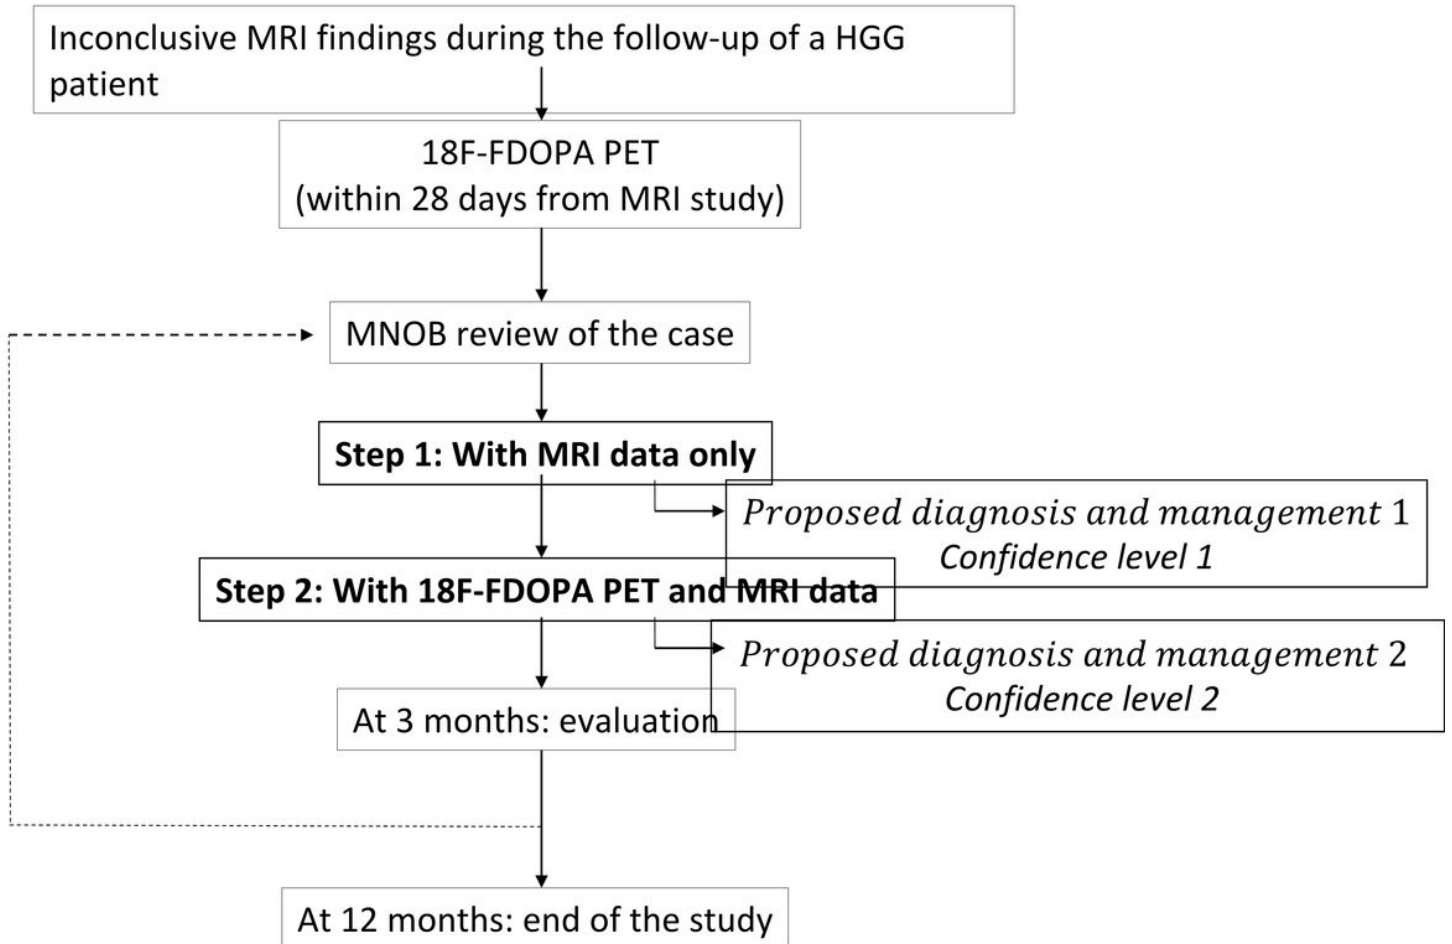 Inconclusive MRI findings during the follow-up of a HGG
patient
18F-FDOPA PET
(within 28 days from MRI study)
MNOB review of the case
Step 1: With MRI data only
Proposed diagnosis and management 1
Confidence level 1
Step 2: With 18F-FDOPA PET and MRI data
Proposed diagnosis and management 2
Confidence level 2
At 3 months: evaluation
At 12 months: end of the study